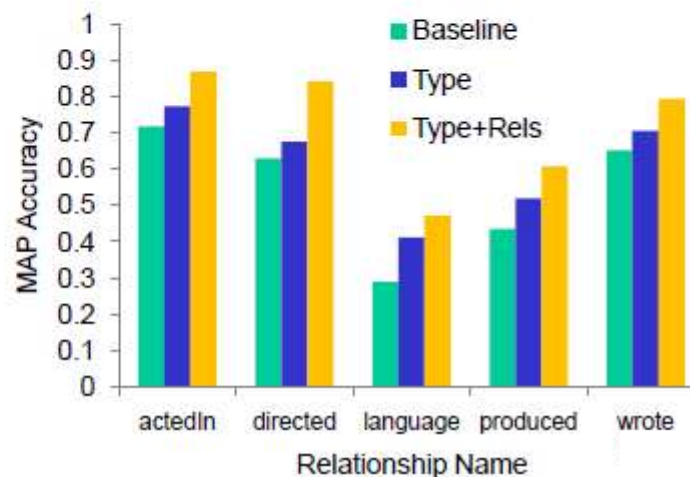 1
0.9
0.8
0.7
0.6
0.5
0.4
0.3
0.2
0.1
0
MAP Accuracy
Baseline
Type
Type+Rels
actedIn directed language produced wrote
Relationship Name